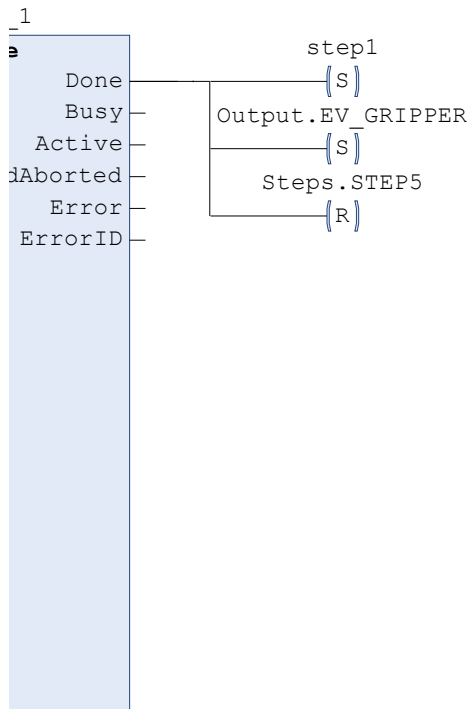 _1
e
step1
Done
S
Busy
Output.EV_GRIPPER
Active
S
dAborted
Steps.STEP5
Error
R
ErrorID